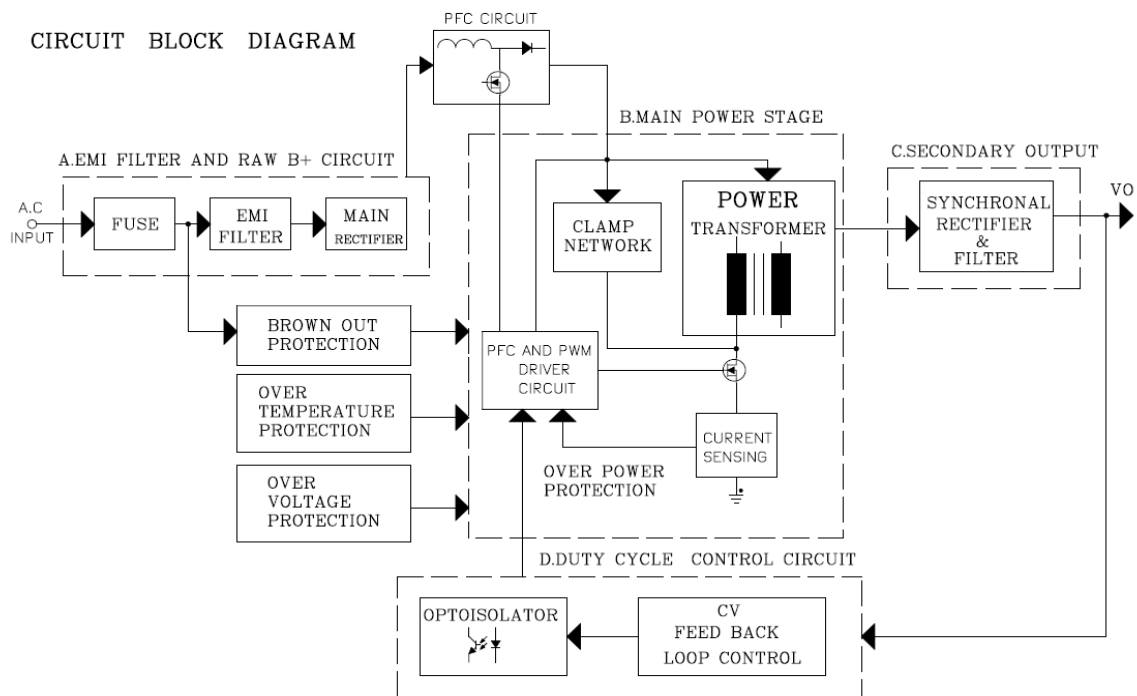 CIRCUIT BLOCK DIAGRAM
PFC CIRCUIT
B.MAIN POWER STAGE
A.EMI FILTER AND RAW B+ CIRCUIT
C.SECONDARY OUTPUT
A.C
INPUT
FUSE
EMI
FILTER
MAIN
RECTIFIER
CLAMP
NETWORK
POWER
TRANSFORMER
SYNCHRONAL
RECTIFIER
&
FILTER
VO
BROWN OUT
PROTECTION
PFC AND PWM
DRIVER
CIRCUIT
OVER
TEMPERATURE
PROTECTION
CURRENT
SENSING
OVER POWER
PROTECTION
OVER
VOLTAGE
PROTECTION
D.DUTY CYCLE CONTROL CIRCUIT
OPTOISOLATOR
CV
FEED BACK
LOOP CONTROL